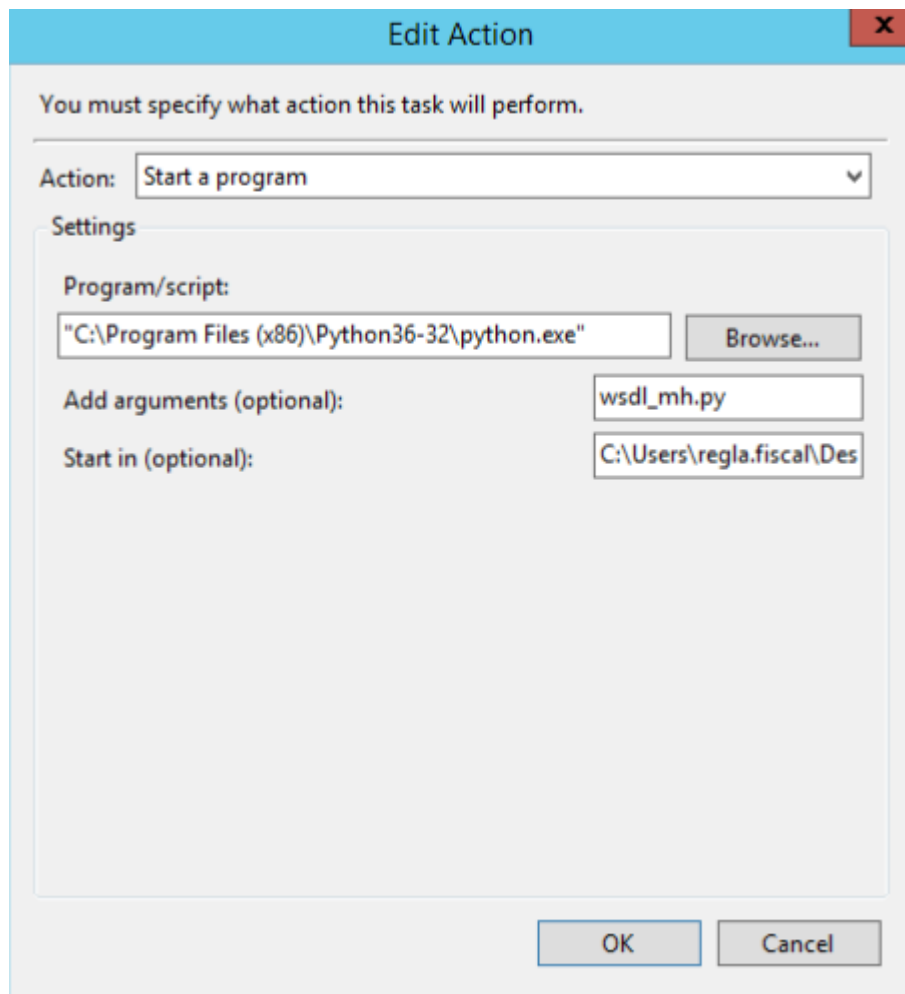 Edit Action
x
You must specify what action this task will perform.
Action: Start a program
Settings
Program/script:
"C:\Program Files (x86)\Python36-32\python.exe" Browse...
Add arguments (optional): wsdl_mh.py
Start in (optional): C:\Users\regla.fiscal\Des
OK Cancel